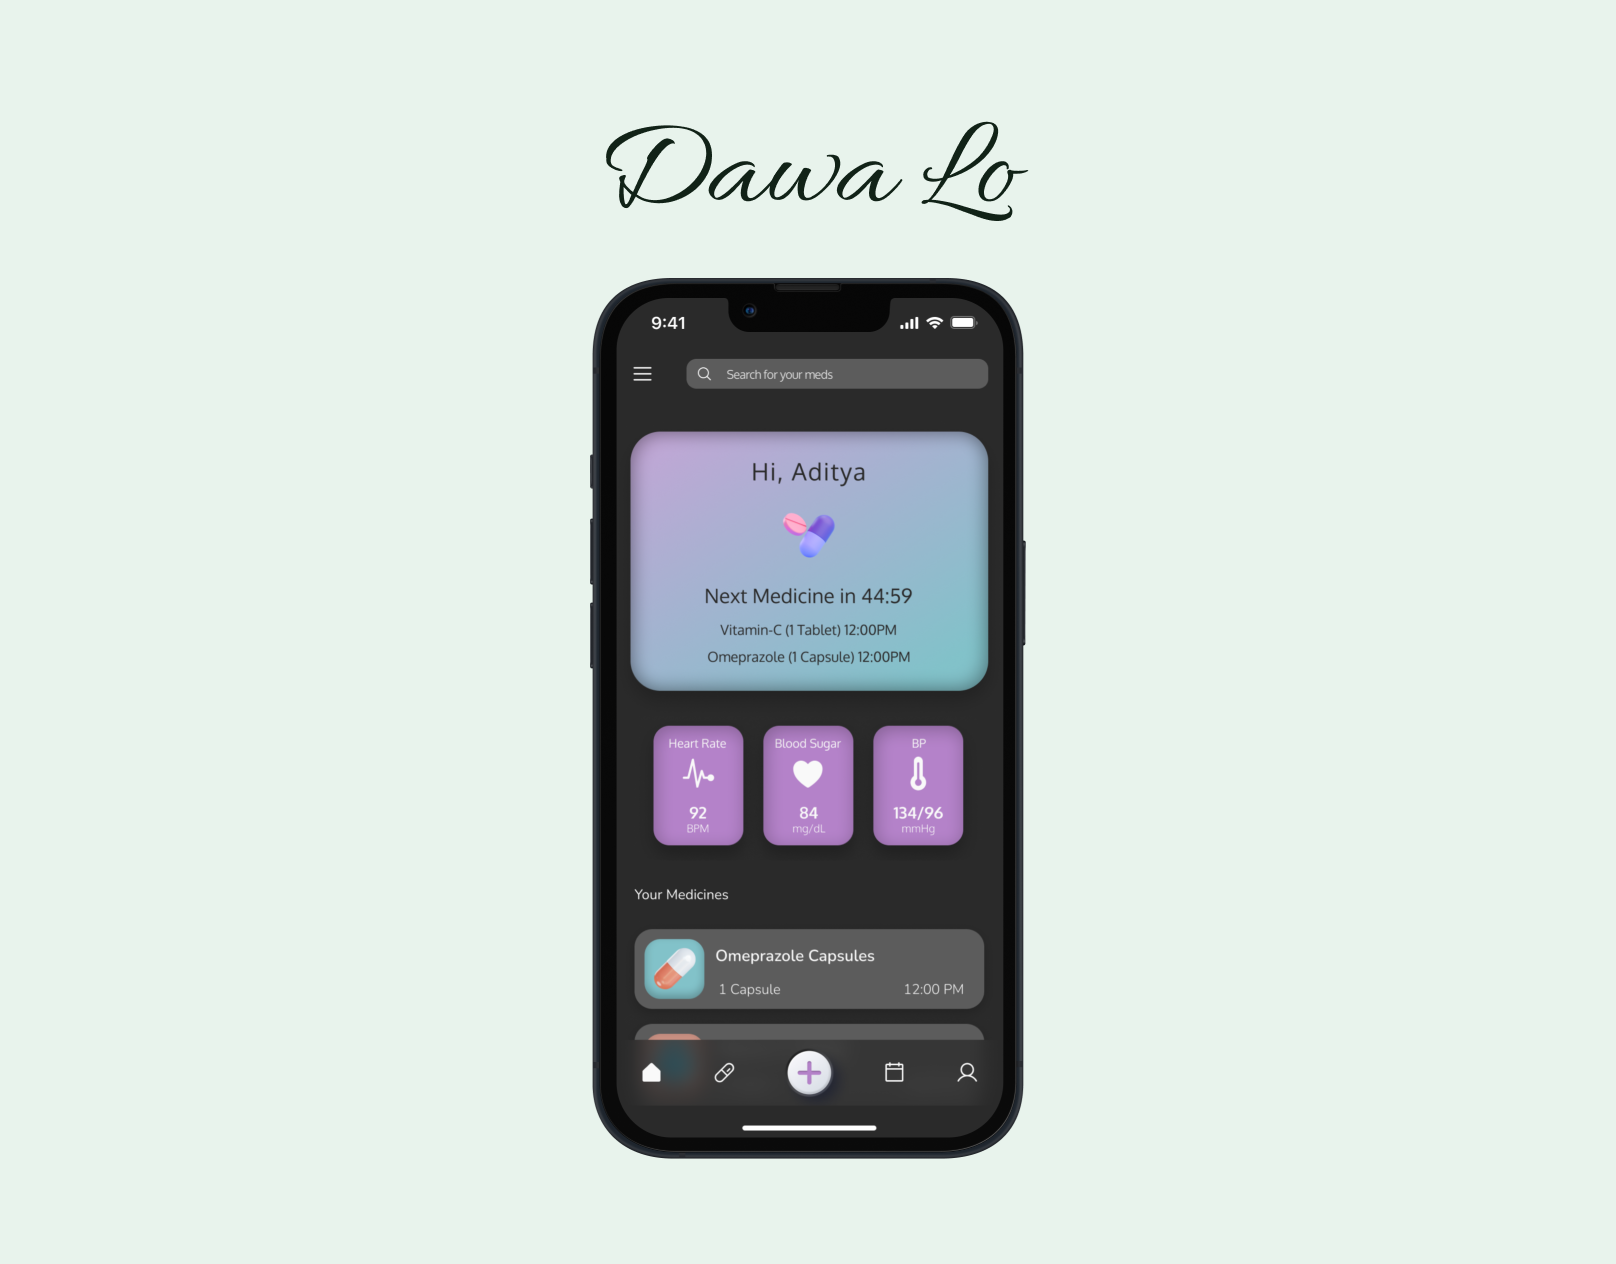 Dawa Lo
9:41
Search for your meds
Hi, Aditya
Next Medicine in 44:59
Vitamin-C (1 Tablet) 12:00PM
Omeprazole (1 Capsule) 12:00PM
Heart Rate
92
BPM
Blood Sugar
84
mg/dL
BP
134/96
mmHg
Your Medicines
Omeprazole Capsules
1 Capsule 12:00 PM